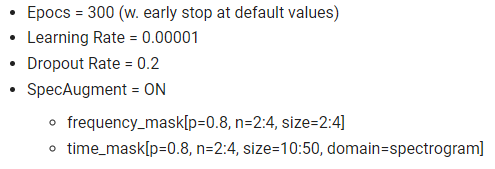 • Epocs = 300 (w. early stop at default values)
• Learning Rate = 0.00001
• Dropout Rate = 0.2
• SpecAugment = ON
◦ frequency_mask[p=0.8, n=2:4, size=2:4]
◦ time_mask[p=0.8, n=2:4, size=10:50, domain=spectrogram]